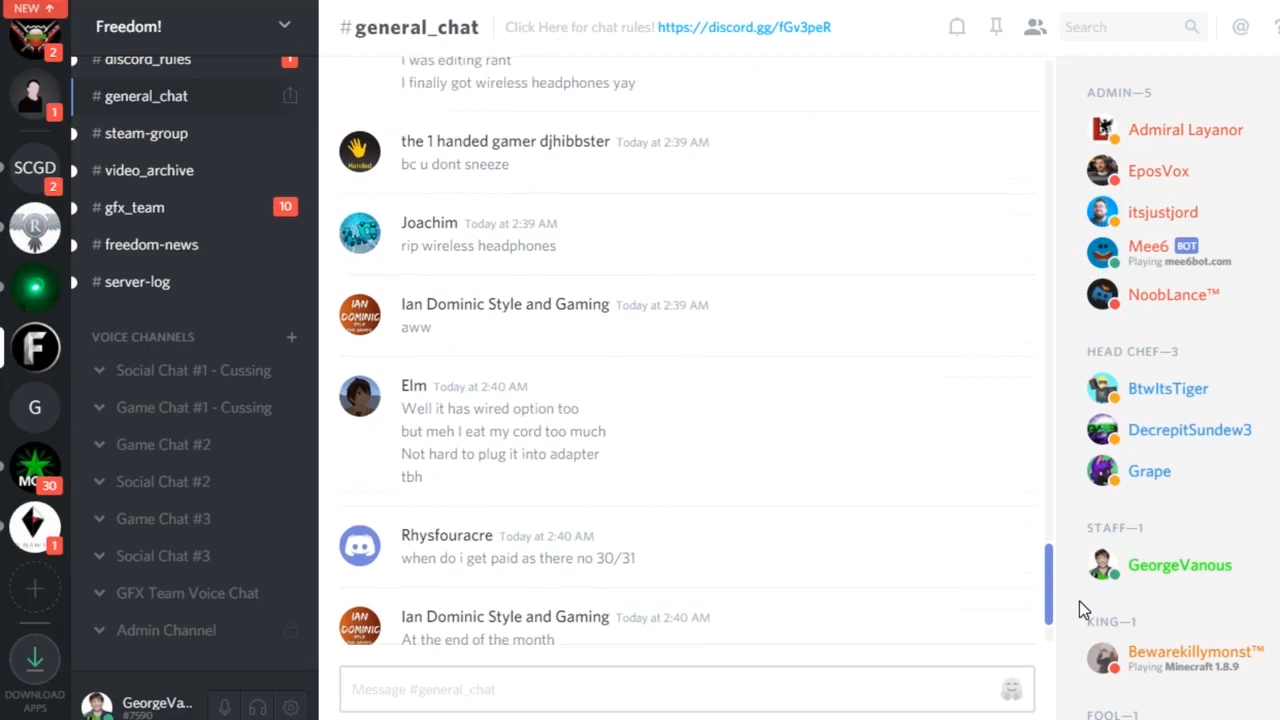 NEW ↑
2
1
SCGD
2
R
F
G
MC
30
1
+
DOWNLOAD
APPS
Freedom!
# discord_rules
1
# general_chat
# steam-group
# video_archive
# gfx_team
10
# freedom-news
# server-log
VOICE CHANNELS
+
Social Chat #1 - Cussing
Game Chat #1 - Cussing
Game Chat #2
Social Chat #2
Game Chat #3
Social Chat #3
GFX Team Voice Chat
Admin Channel
GeorgeVa...
#7590
# general_chat
Click Here for chat rules! https://discord.gg/fGv3peR
Search
@
?
I was editing rant
I finally got wireless headphones yay
Handed
the 1 handed gamer djhibbster Today at 2:39 AM
bc u dont sneeze
Joachim Today at 2:39 AM
rip wireless headphones
IAN
DOMINIC
Ian Dominic Style and Gaming Today at 2:39 AM
aww
Elm Today at 2:40 AM
Well it has wired option too
but meh I eat my cord too much
Not hard to plug it into adapter
tbh
Rhysfouracre Today at 2:40 AM
when do i get paid as there no 30/31
IAN
DOMINIC
Ian Dominic Style and Gaming Today at 2:40 AM
At the end of the month
Message #general_chat
ADMIN—5
Admiral Layanor
EposVox
itsjustjord
Mee6 BOT
Playing mee6bot.com
NoobLance™
HEAD CHEF—3
BtwItsTiger
DecrepitSundew3
Grape
STAFF—1
GeorgeVanous
KING—1
Bewarekillymonst™
Playing Minecraft 1.8.9
FOOL—1